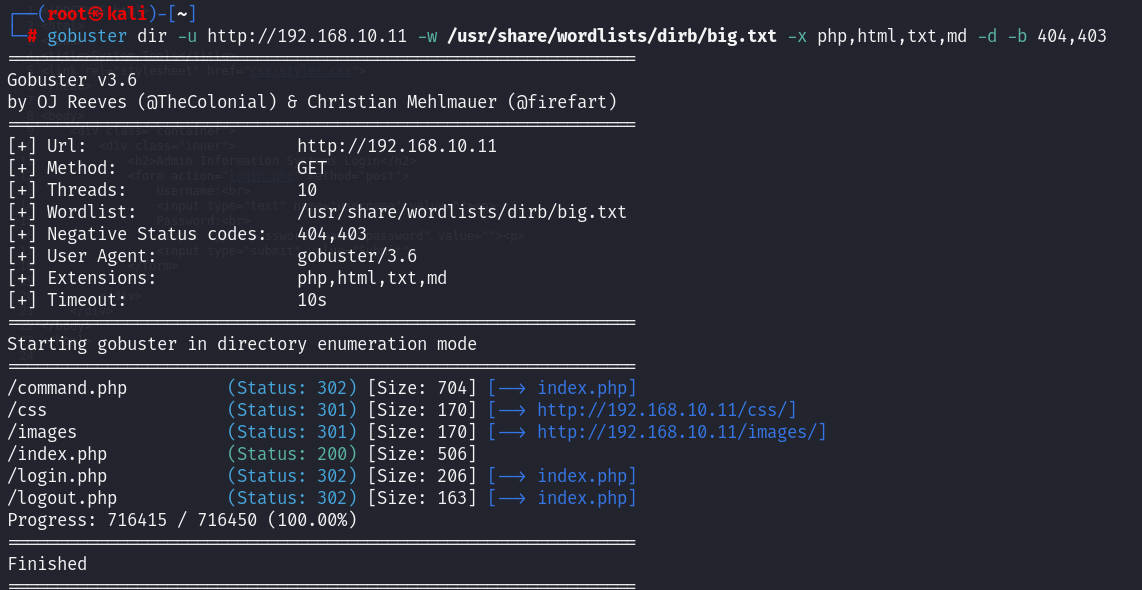 ┌──(root㉿kali)-[~]
└─# gobuster dir -u http://192.168.10.11 -w /usr/share/wordlists/dirb/big.txt -x php,html,txt,md -d -b 404,403
===============================================================
Gobuster v3.6
by OJ Reeves (@TheColonial) & Christian Mehlmauer (@firefart)
===============================================================
[+] Url:                     http://192.168.10.11
[+] Method:                  GET
[+] Threads:                 10
[+] Wordlist:                /usr/share/wordlists/dirb/big.txt
[+] Negative Status codes:   404,403
[+] User Agent:              gobuster/3.6
[+] Extensions:              php,html,txt,md
[+] Timeout:                 10s
===============================================================
Starting gobuster in directory enumeration mode
===============================================================
/command.php          (Status: 302) [Size: 704] [--> index.php]
/css                  (Status: 301) [Size: 170] [--> http://192.168.10.11/css/]
/images               (Status: 301) [Size: 170] [--> http://192.168.10.11/images/]
/index.php            (Status: 200) [Size: 506]
/login.php            (Status: 302) [Size: 206] [--> index.php]
/logout.php           (Status: 302) [Size: 163] [--> index.php]
Progress: 716415 / 716450 (100.00%)
===============================================================
Finished
===============================================================